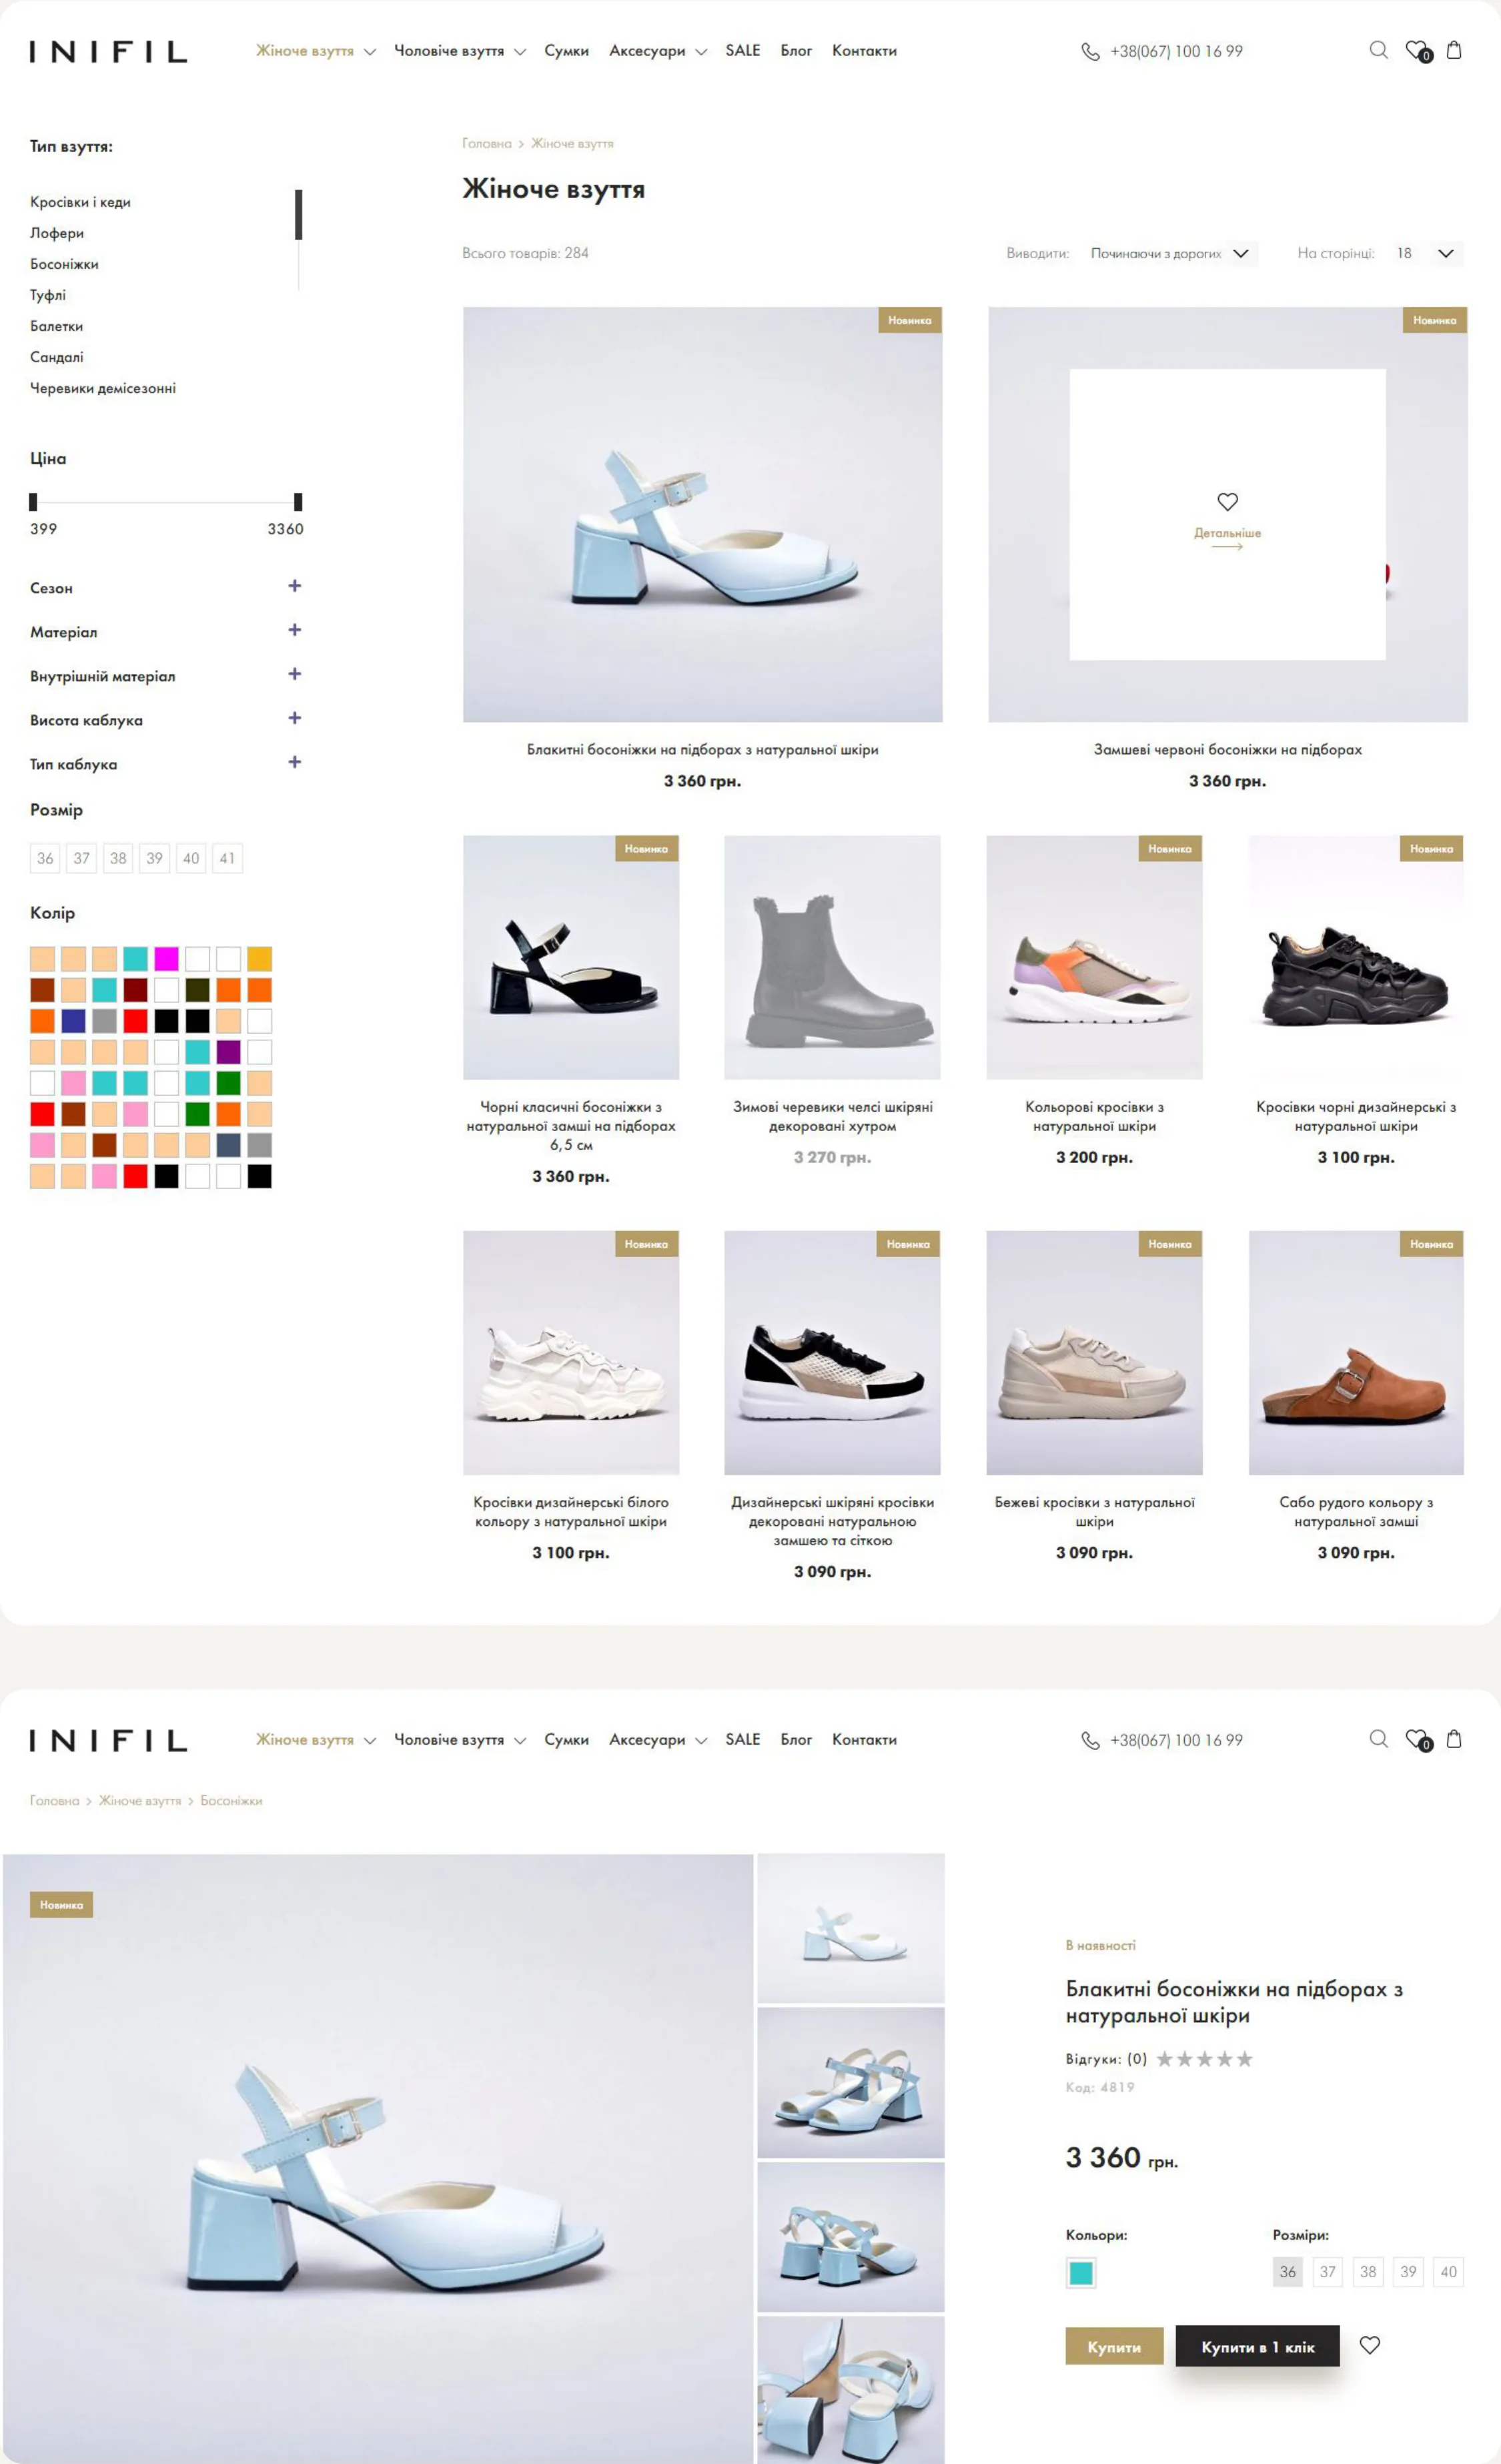 INIFIL
Жіноче взуття Чоловіче взуття Сумки Аксесуари SALE Блог Контакти
+38(067) 100 16 99
0
Тип взуття:
Кросівки і кеди
Лофери
Босоніжки
Туфлі
Балетки
Сандалі
Черевики демісезонні
Ціна
399 3360
Сезон +
Матеріал +
Внутрішній матеріал +
Висота каблука +
Тип каблука +
Розмір
36 37 38 39 40 41
Колір
Головна > Жіноче взуття
Жіноче взуття
Всього товарів: 284
Виводити: Починаючи з дорогих
На сторінці: 18
Новинка
Блакитні босоніжки на підборах з натуральної шкіри
3 360 грн.
Новинка
Детальніше
Замшеві червоні босоніжки на підборах
3 360 грн.
Новинка
Чорні класичні босоніжки з
натуральної замші на підборах
6,5 см
3 360 грн.
Зимові черевики челсі шкіряні
декоровані хутром
3 270 грн.
Новинка
Кольорові кросівки з
натуральної шкіри
3 200 грн.
Новинка
Кросівки чорні дизайнерські з
натуральної шкіри
3 100 грн.
Новинка
Кросівки дизайнерські білого
кольору з натуральної шкіри
3 100 грн.
Новинка
Дизайнерські шкіряні кросівки
декоровані натуральною
замшею та сіткою
3 090 грн.
Новинка
Бежеві кросівки з натуральної
шкіри
3 090 грн.
Новинка
Сабо рудого кольору з
натуральної замші
3 090 грн.
INIFIL
Жіноче взуття Чоловіче взуття Сумки Аксесуари SALE Блог Контакти
+38(067) 100 16 99
0
Головна > Жіноче взуття > Босоніжки
Новинка
В наявності
Блакитні босоніжки на підборах з
натуральної шкіри
Відгуки: (0)
Код: 4819
3 360 грн.
Кольори:
Розміри:
36 37 38 39 40
Купити
Купити в 1 клік